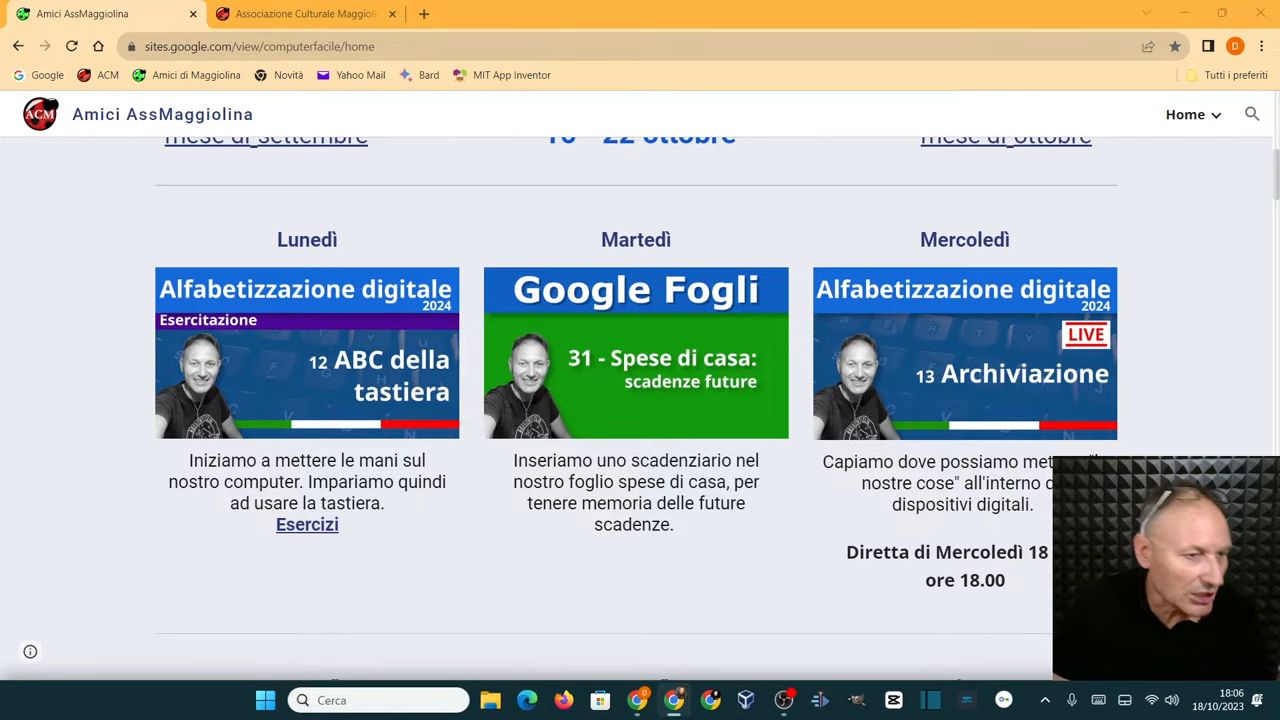 Amici AssMaggiolina
Associazione Culturale Maggiol
sites.google.com/view/computerfacile/home
Google
ACM
Amici di Maggiolina
Novità
Yahoo Mail
Bard
MIT App Inventor
Tutti i preferiti
ACM
Amici AssMaggiolina
Home
mese di settembre
16 - 22 ottobre
mese di ottobre
Lunedì
Martedì
Mercoledì
Alfabetizzazione digitale
2024
Esercitazione
12 ABC della
tastiera
Google Fogli
31 - Spese di casa:
scadenze future
Alfabetizzazione digitale
2024
LIVE
13 Archiviazione
Iniziamo a mettere le mani sul
nostro computer. Impariamo quindi
ad usare la tastiera.
Esercizi
Inseriamo uno scadenziario nel
nostro foglio spese di casa, per
tenere memoria delle future
scadenze.
Capiamo dove possiamo
nostre cose" all'interno
dispositivi digitali.
Diretta di Mercoledì 18
ore 18.00
Cerca
18:06
18/10/2023